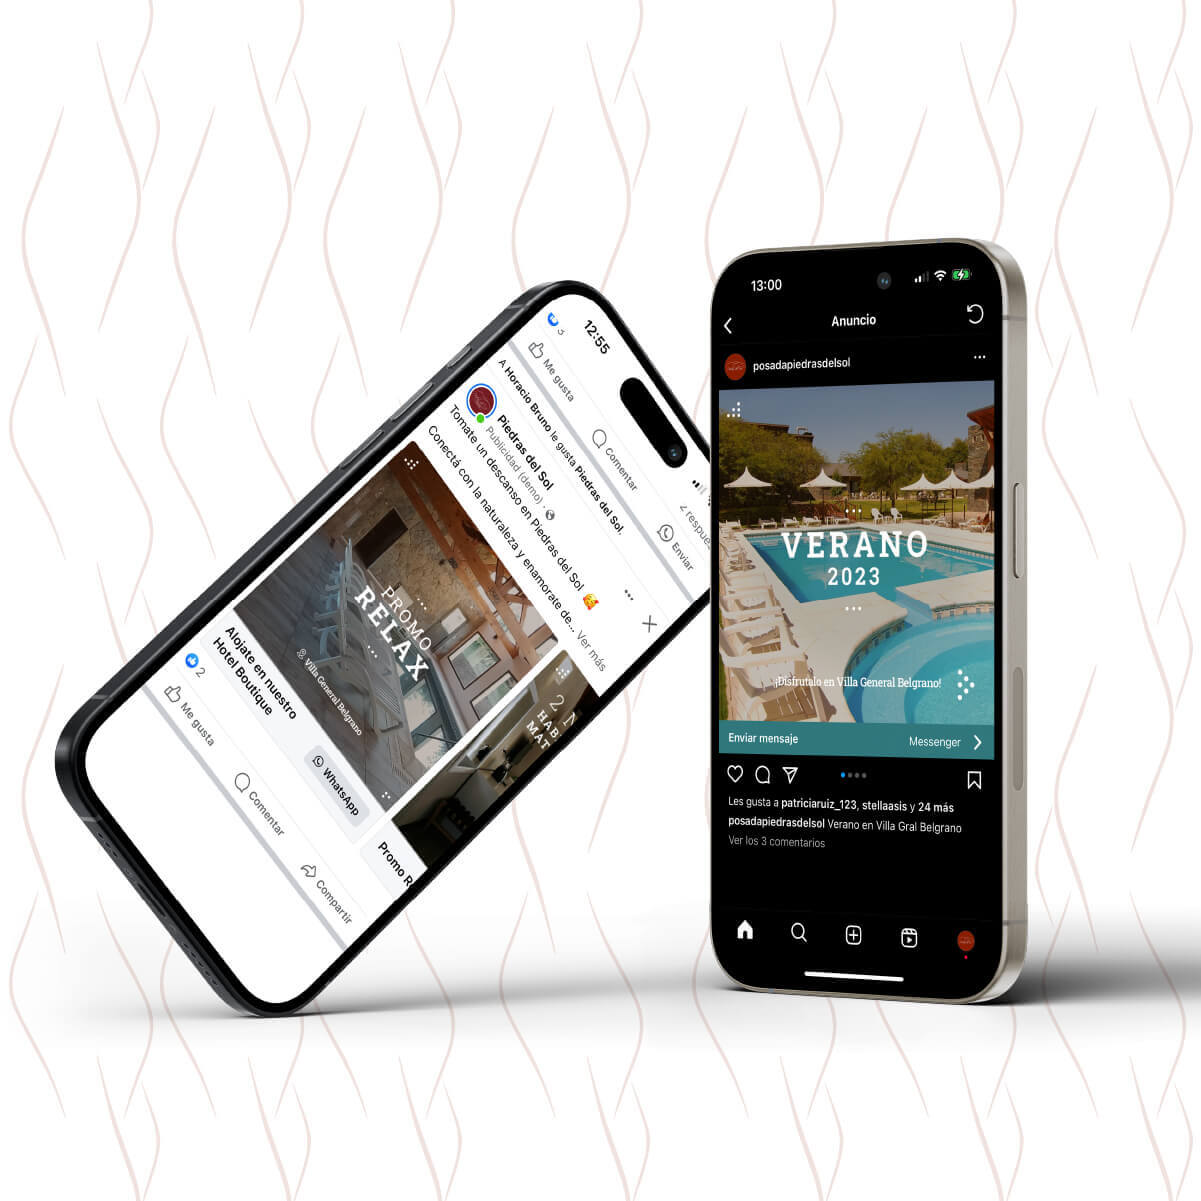 12:55
3
Me gusta
Comentar
Enviar
A Horacio Bruno le gusta Piedras del Sol.
Piedras del Sol
Publicidad (demo) ·
Tomate un descanso en Piedras del Sol 🥰
Conectá con la naturaleza y enamorate de... Ver más
PROMO
RELAX
Villa General Belgrano
Alojate en nuestro
Hotel Boutique
WhatsApp
2 N
HAB
MAT
Promo R
2
Me gusta
Comentar
Compartir
13:00
Anuncio
posadapiedrasdelsol
VERANO
2023
¡Disfrutalo en Villa General Belgrano!
Enviar mensaje
Messenger
Les gusta a patriciaruiz_123, stellaasis y 24 más
posadapiedrasdelsol Verano en Villa Gral Belgrano
Ver los 3 comentarios